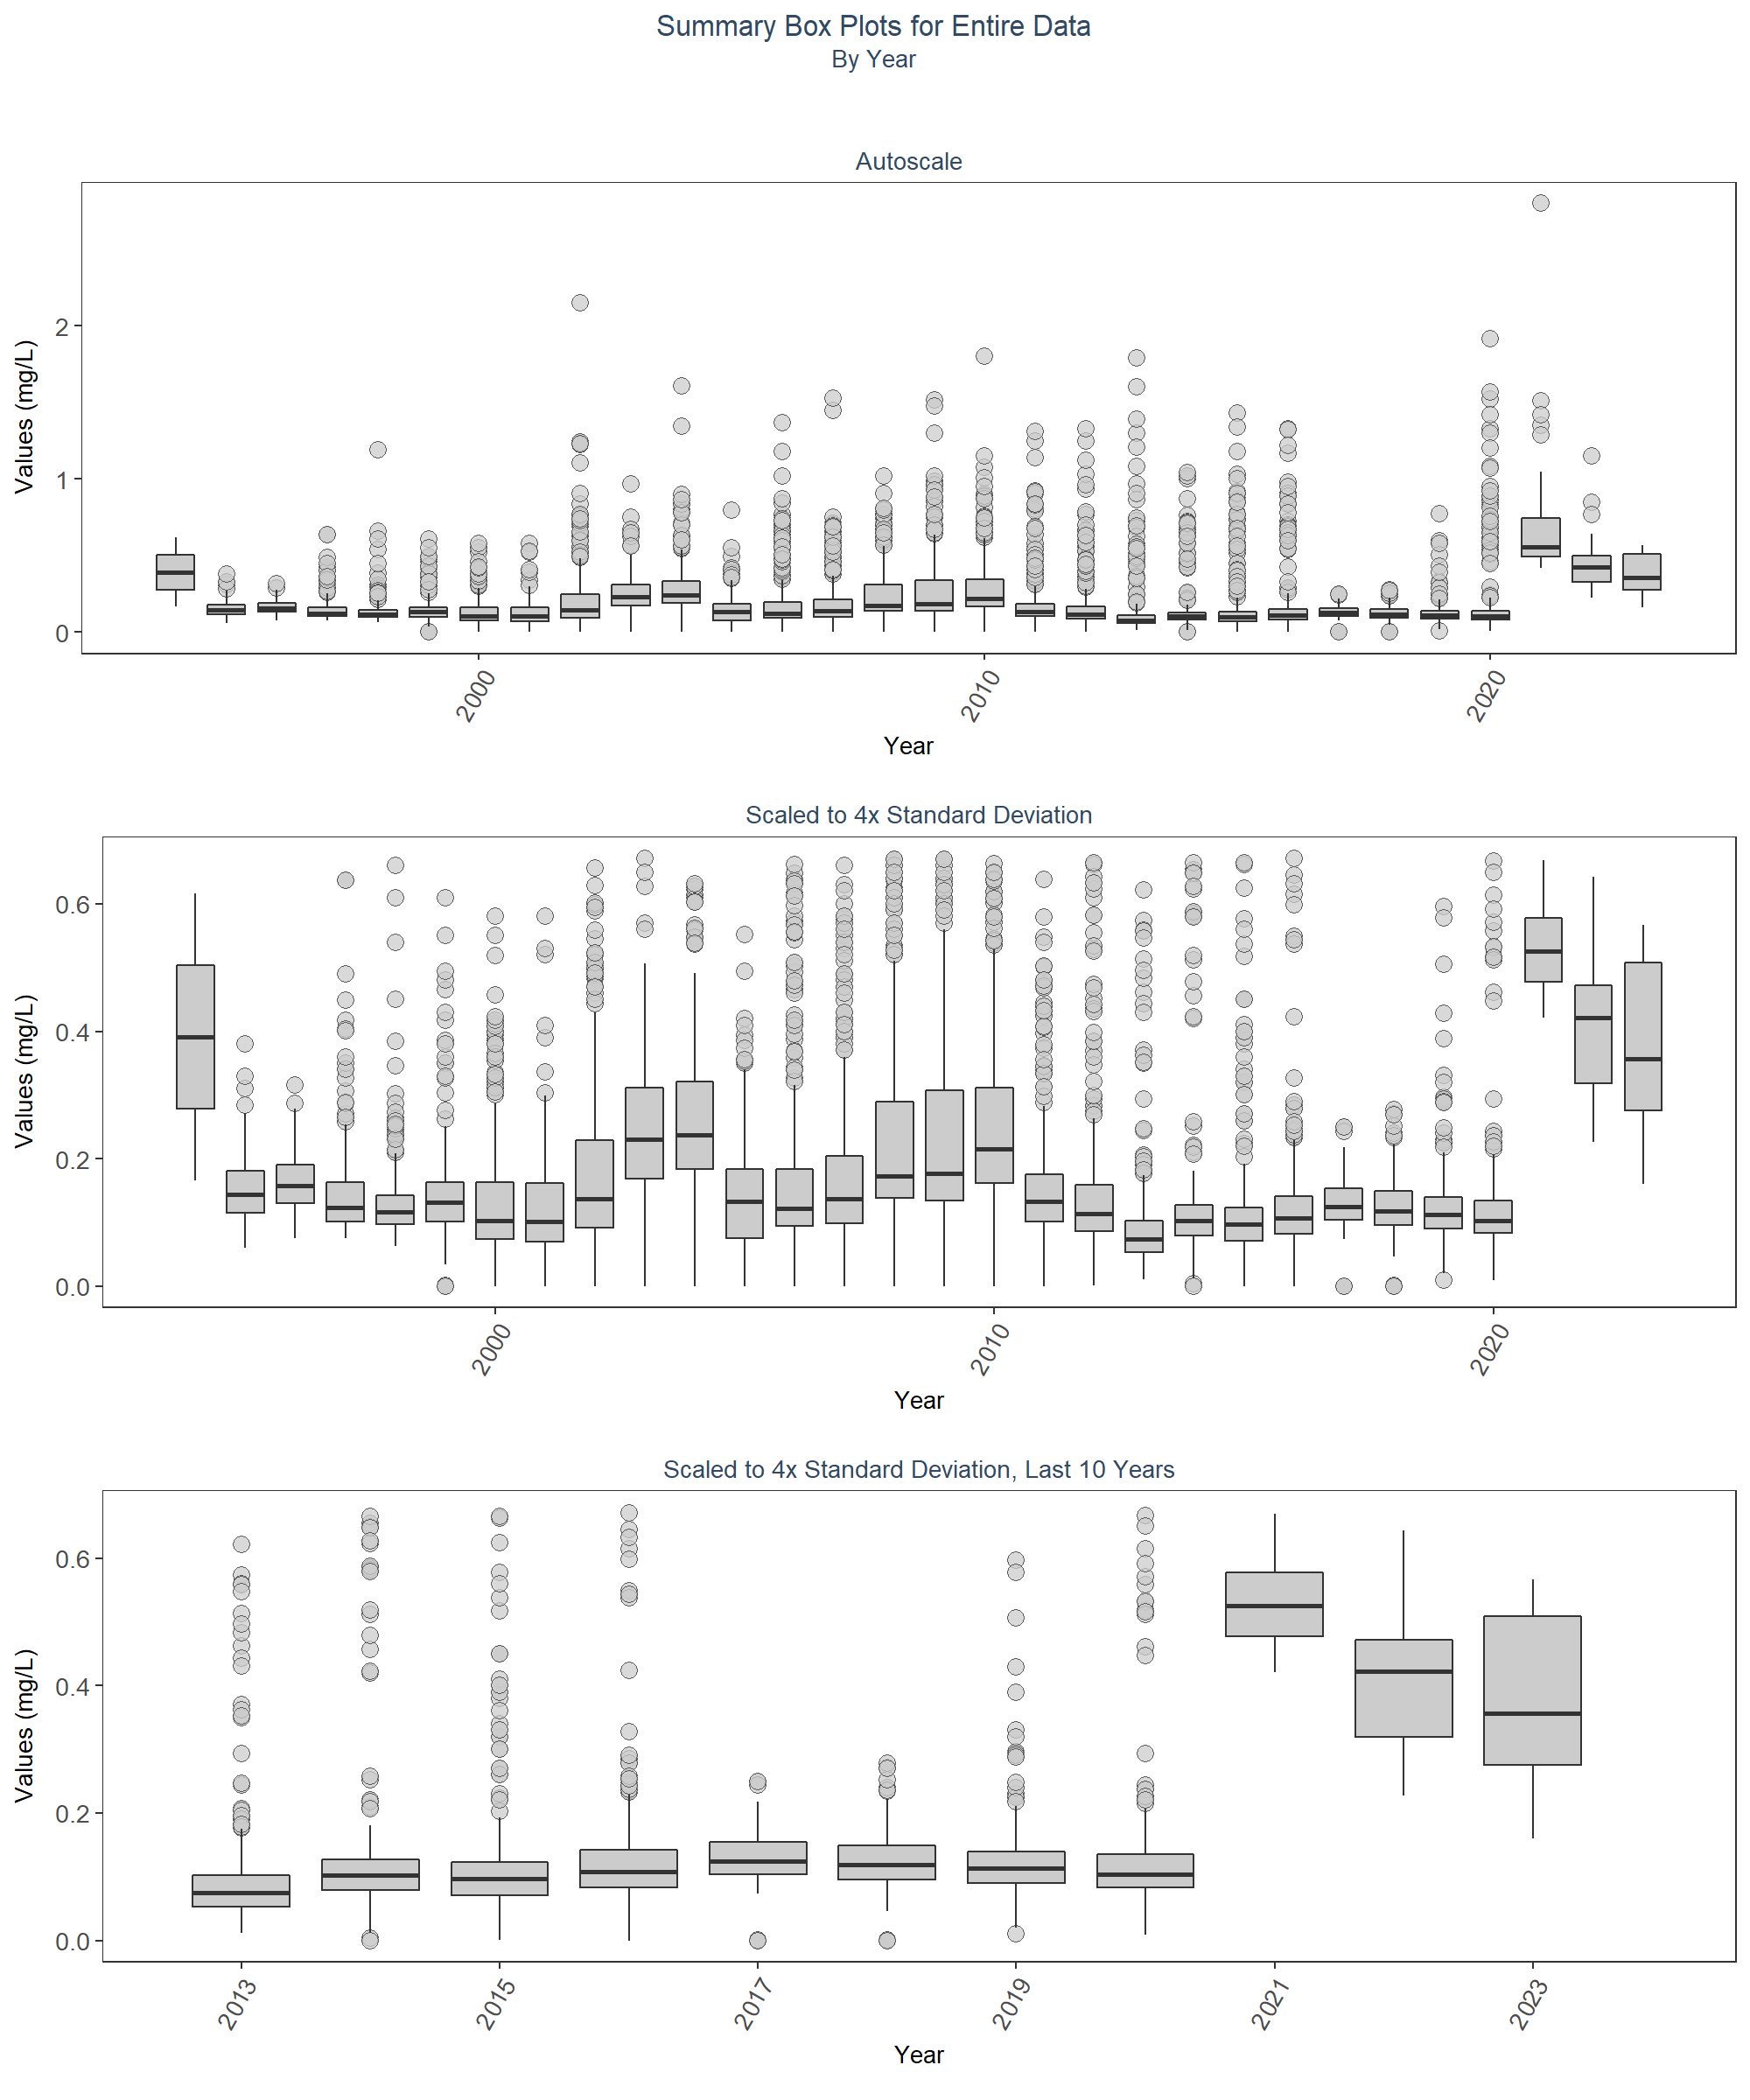 Summary Box Plots for Entire Data
By Year
Autoscale
Values (mg/L)
2
1
0
2000
2010
2020
Year
Scaled to 4x Standard Deviation
Values (mg/L)
0.6
0.4
0.2
0.0
2000
2010
2020
Year
Scaled to 4x Standard Deviation, Last 10 Years
Values (mg/L)
0.6
0.4
0.2
0.0
2013
2015
2017
2019
2021
2023
Year